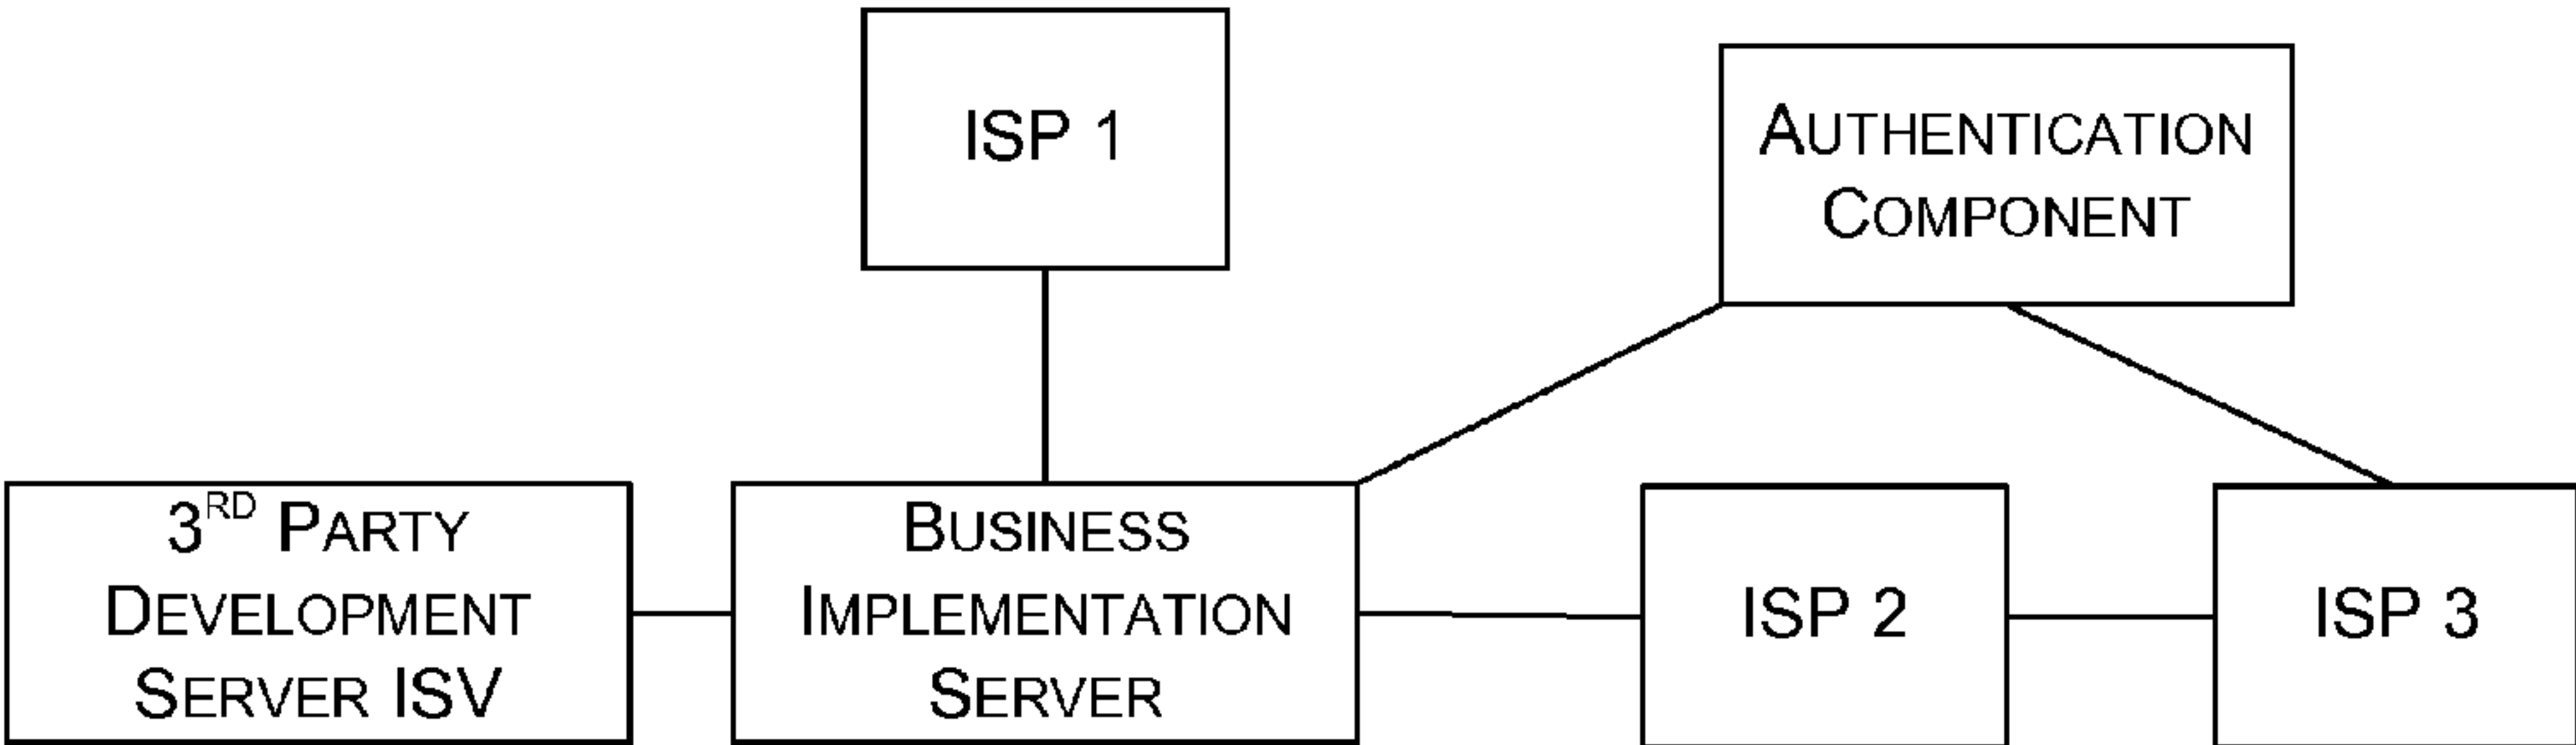 ISP 1
AUTHENTICATION
COMPONENT
3RD PARTY
DEVELOPMENT
SERVER ISV
BUSINESS
IMPLEMENTATION
SERVER
ISP 2
ISP 3